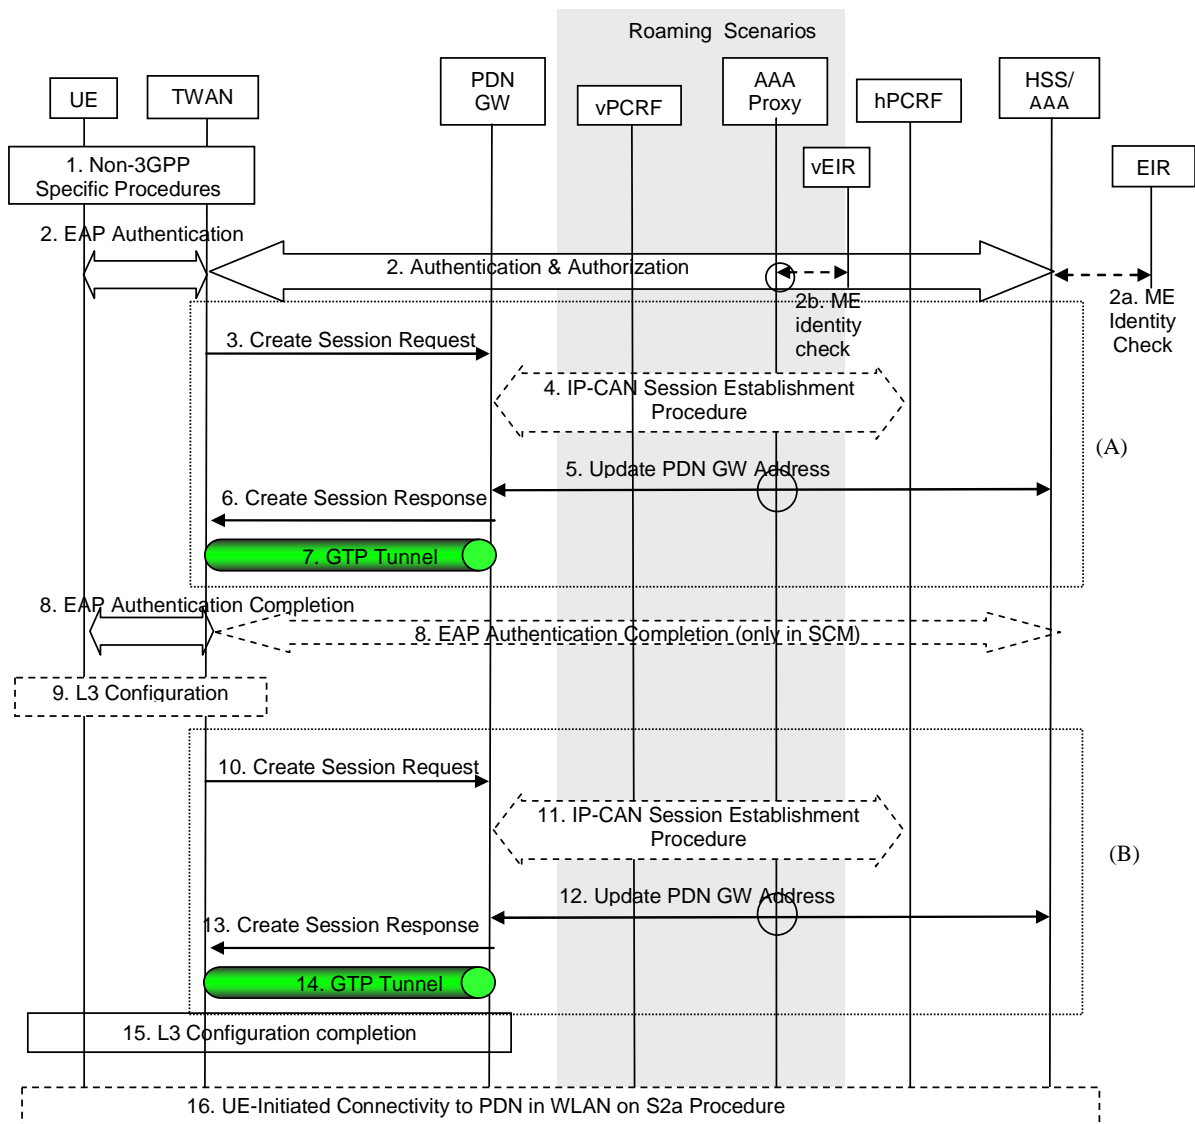 Roaming Scenarios
UE
TWAN
PDN
GW
vPCRF
AAA
Proxy
hPCRF
HSS/
AAA
vEIR
EIR
1. Non-3GPP
Specific Procedures
2. EAP Authentication
2. Authentication & Authorization
2b. ME
identity
check
2a. ME
Identity
Check
3. Create Session Request
4. IP-CAN Session Establishment
Procedure
(A)
5. Update PDN GW Address
6. Create Session Response
7. GTP Tunnel
8. EAP Authentication Completion
8. EAP Authentication Completion (only in SCM)
9. L3 Configuration
10. Create Session Request
11. IP-CAN Session Establishment
Procedure
(B)
12. Update PDN GW Address
13. Create Session Response
14. GTP Tunnel
15. L3 Configuration completion
16. UE-Initiated Connectivity to PDN in WLAN on S2a Procedure